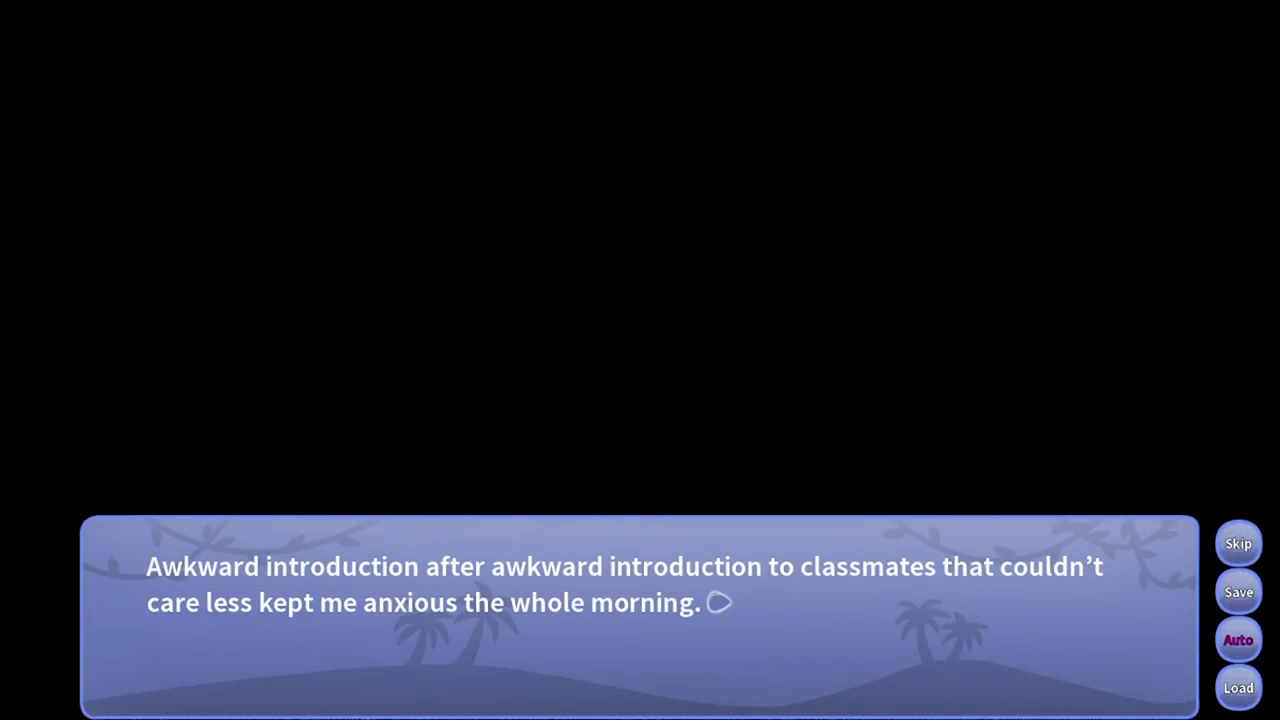 Awkward introduction after awkward introduction to classmates that couldn’t
care less kept me anxious the whole morning.
Skip
Save
Auto
Load